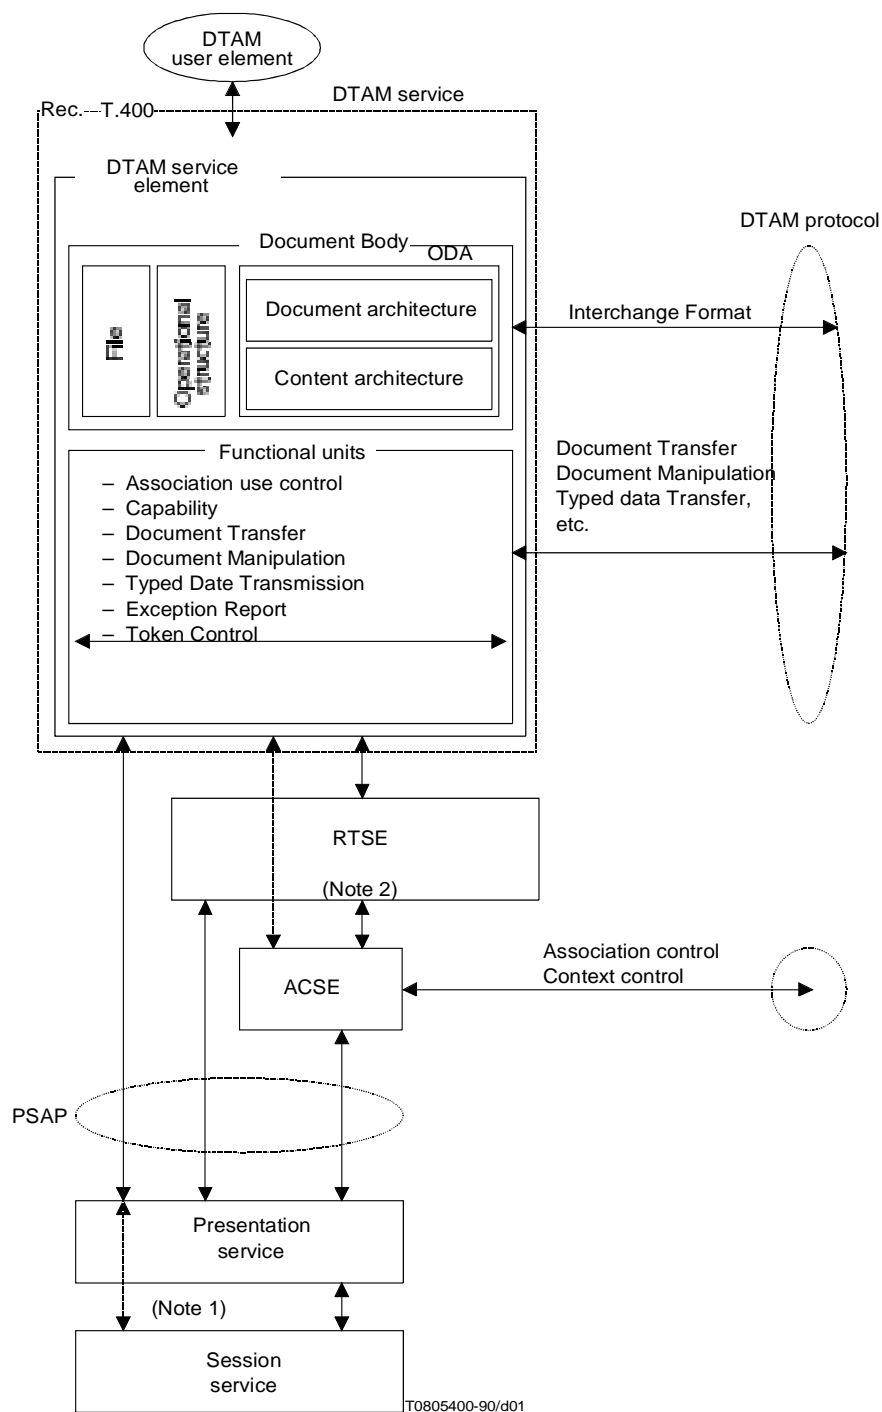 DTAM
user element
DTAM service
Rec. T.400
DTAM service
element
DTAM protocol
Document Body
ODA
File
Operational
structure
Document architecture
Content architecture
Interchange Format
Functional units
– Association use control
– Capability
– Document Transfer
– Document Manipulation
– Typed Date Transmission
– Exception Report
– Token Control
Document Transfer
Document Manipulation
Typed data Transfer,
etc.
RTSE
(Note 2)
ACSE
Association control
Context control
PSAP
Presentation
service
(Note 1)
Session
service
T0805400-90/d01